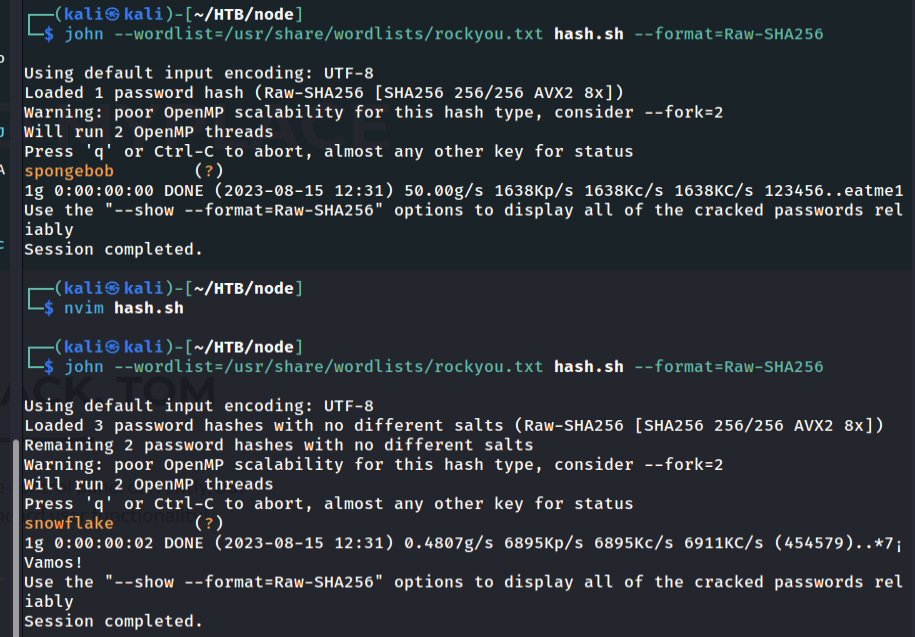 ┌──(kali㉿kali)-[~/HTB/node]
└─$ john --wordlist=/usr/share/wordlists/rockyou.txt hash.sh --format=Raw-SHA256
Using default input encoding: UTF-8
Loaded 1 password hash (Raw-SHA256 [SHA256 256/256 AVX2 8x])
Warning: poor OpenMP scalability for this hash type, consider --fork=2
Will run 2 OpenMP threads
Press 'q' or Ctrl-C to abort, almost any other key for status
spongebob        (?)
1g 0:00:00:00 DONE (2023-08-15 12:31) 50.00g/s 1638Kp/s 1638Kc/s 1638KC/s 123456..eatme1
Use the "--show --format=Raw-SHA256" options to display all of the cracked passwords rel
iably
Session completed.
┌──(kali㉿kali)-[~/HTB/node]
└─$ nvim hash.sh
┌──(kali㉿kali)-[~/HTB/node]
└─$ john --wordlist=/usr/share/wordlists/rockyou.txt hash.sh --format=Raw-SHA256
Using default input encoding: UTF-8
Loaded 3 password hashes with no different salts (Raw-SHA256 [SHA256 256/256 AVX2 8x])
Remaining 2 password hashes with no different salts
Warning: poor OpenMP scalability for this hash type, consider --fork=2
Will run 2 OpenMP threads
Press 'q' or Ctrl-C to abort, almost any other key for status
snowflake        (?)
1g 0:00:00:02 DONE (2023-08-15 12:31) 0.4807g/s 6895Kp/s 6895Kc/s 6911KC/s (454579)..*7¡
Vamos!
Use the "--show --format=Raw-SHA256" options to display all of the cracked passwords rel
iably
Session completed.